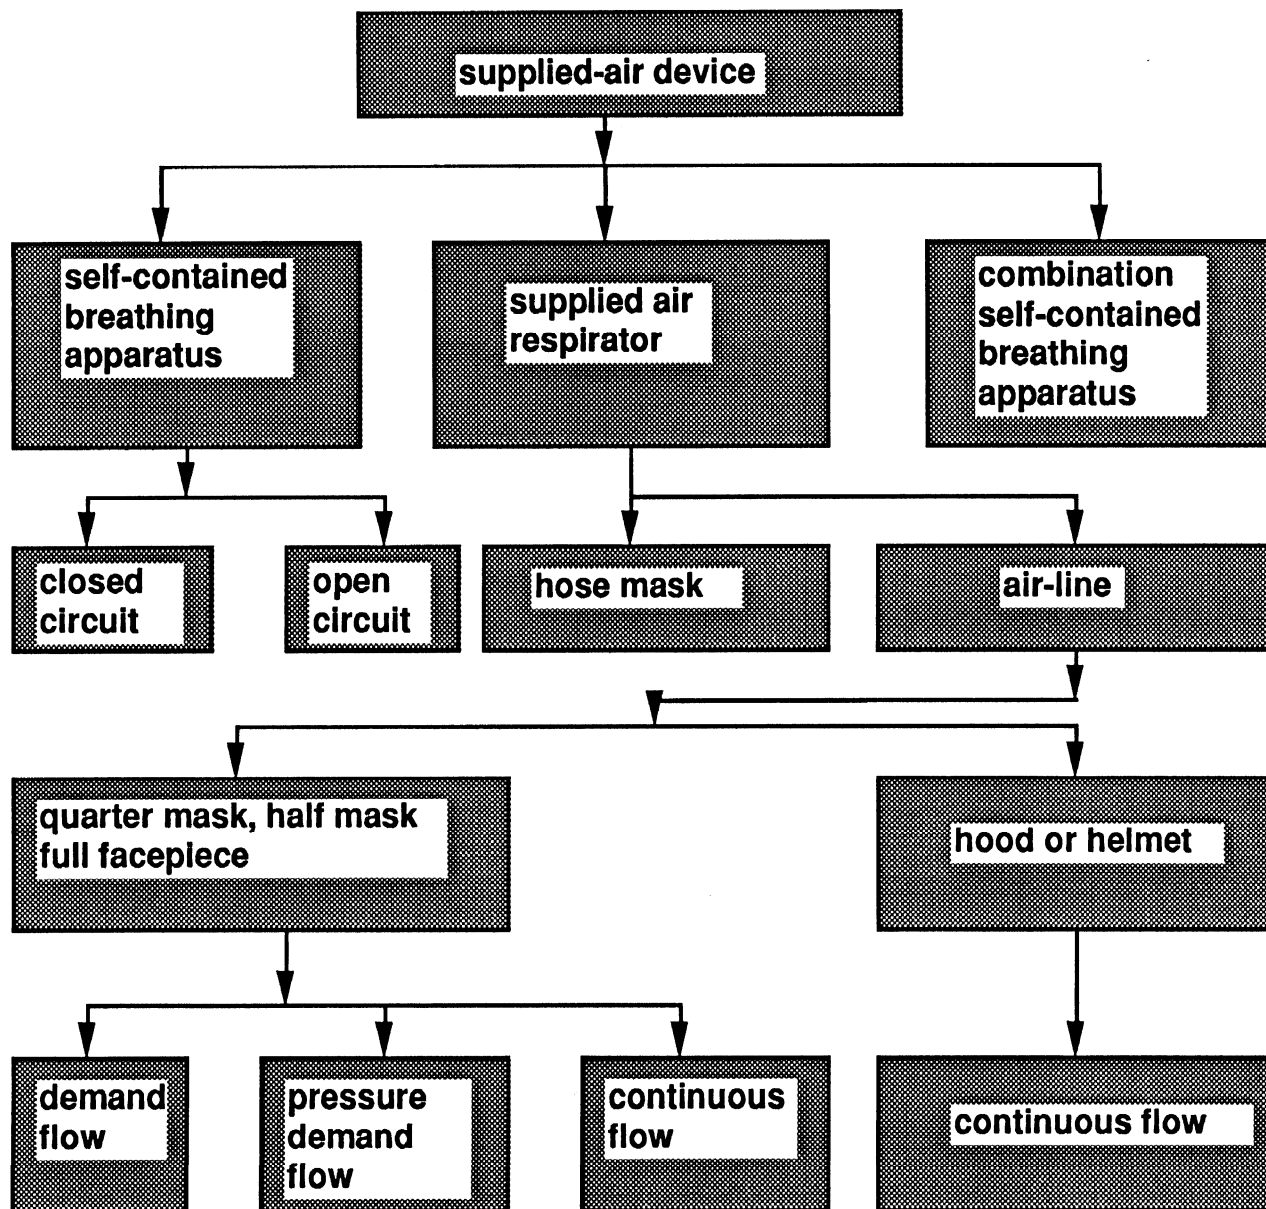 supplied-air device
self-contained
breathing
apparatus
supplied air
respirator
combination
self-contained
breathing
apparatus
closed
circuit
open
circuit
hose mask
air-line
quarter mask, half mask
full facepiece
hood or helmet
demand
flow
pressure
demand
flow
continuous
flow
continuous flow